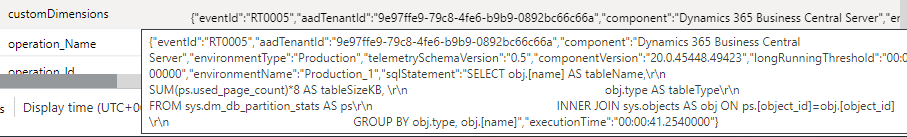 customDimensions {"eventId":"RT0005","aadTenantId":"9e97ffe9-79c8-4fe6-b9b9-0892bc66c66a","component":"Dynamics 365 Business Central Server","en
operation_Name
{"eventId":"RT0005","aadTenantId":"9e97ffe9-79c8-4fe6-b9b9-0892bc66c66a","component":"Dynamics 365 Business Central
Server","environmentType":"Production","telemetrySchemaVersion":"0.5","componentVersion":"20.0.45448.49423","longRunningThreshold":"00:0
00000","environmentName":"Production_1","sqlStatement":"SELECT obj.[name] AS tableName,\r\n
SUM(ps.used_page_count)*8 AS tableSizeKB, \r\n obj.type AS tableType\r\n
operation_Id
FROM sys.dm_db_partition_stats AS ps\r\n INNER JOIN sys.objects AS obj ON ps.[object_id]=obj.[object_id]
s Display time (UTC+0
\r\n GROUP BY obj.type, obj.[name]","executionTime":"00:00:41.2540000"}